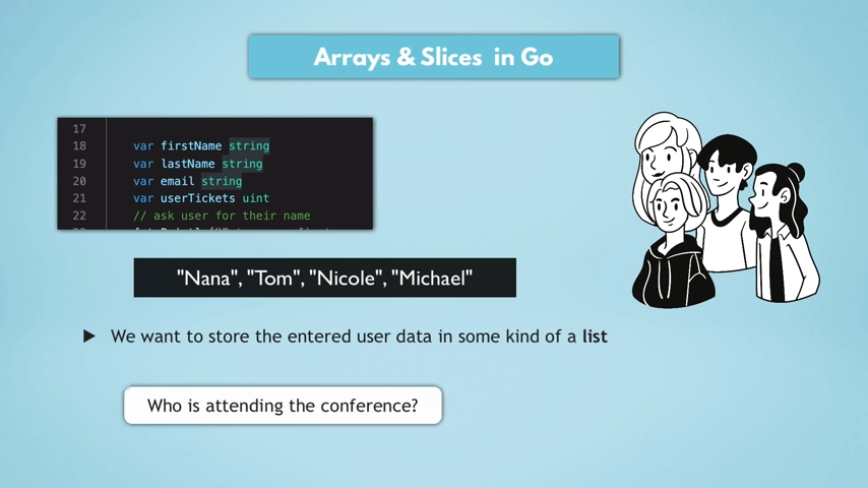 Arrays & Slices in Go
17
18 var firstName string
19 var lastName string
20 var email string
21 var userTickets uint
22 // ask user for their name
"Nana", "Tom", "Nicole", "Michael"
▶ We want to store the entered user data in some kind of a list
Who is attending the conference?